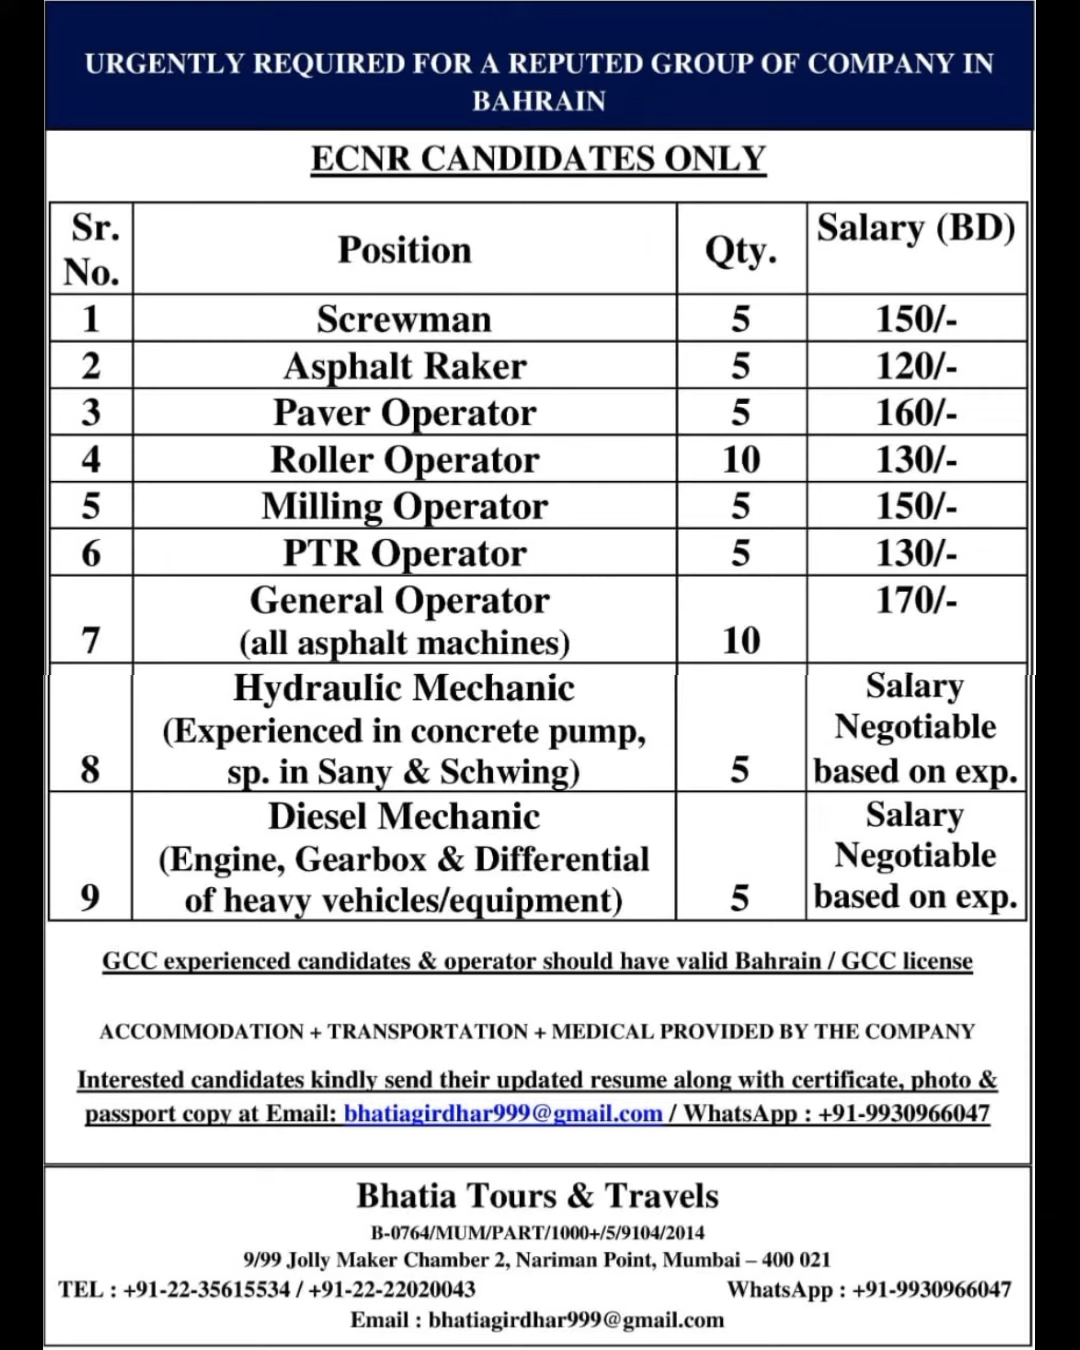 URGENTLY REQUIRED FOR A REPUTED GROUP OF COMPANY IN
BAHRAIN
ECNR CANDIDATES ONLY
Sr. No. Position Qty. Salary (BD)
1 Screwman 5 150/-
2 Asphalt Raker 5 120/-
3 Paver Operator 5 160/-
4 Roller Operator 10 130/-
5 Milling Operator 5 150/-
6 PTR Operator 5 130/-
General Operator 170/-
7 (all asphalt machines) 10
Hydraulic Mechanic Salary
(Experienced in concrete pump, Negotiable
8 sp. in Sany & Schwing) 5 based on exp.
Diesel Mechanic Salary
(Engine, Gearbox & Differential Negotiable
9 of heavy vehicles/equipment) 5 based on exp.
GCC experienced candidates & operator should have valid Bahrain / GCC license
ACCOMMODATION + TRANSPORTATION + MEDICAL PROVIDED BY THE COMPANY
Interested candidates kindly send their updated resume along with certificate, photo &
passport copy at Email: bhatiagirdhar999@gmail.com / WhatsApp : +91-9930966047
Bhatia Tours & Travels
B-0764/MUM/PART/1000+/5/9104/2014
9/99 Jolly Maker Chamber 2, Nariman Point, Mumbai – 400 021
TEL : +91-22-35615534 / +91-22-22020043 WhatsApp : +91-9930966047
Email : bhatiagirdhar999@gmail.com